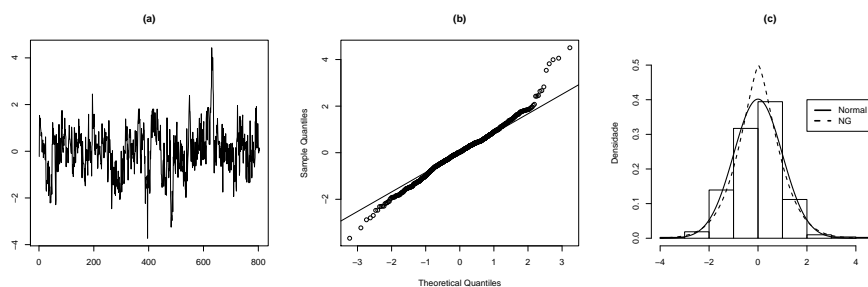 (a)
4
2
0
−2
−4
0 200 400 600 800
(b)
Sample Quantiles
4
2
0
−2
−3 −2 −1 0 1 2 3
Theoretical Quantiles
(c)
Densidade
0.5
0.4
0.3
0.2
0.1
0.0
−4 −2 0 2 4
Normal
NG